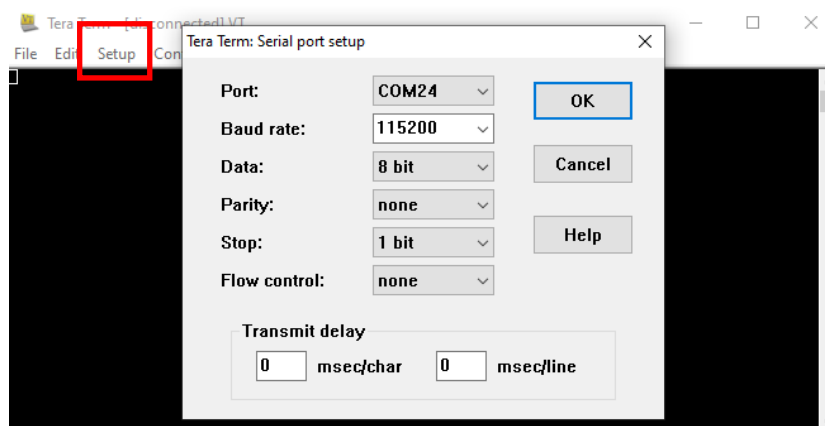 Tera Term - [disconnected] VT
File Edit Setup Con
Tera Term: Serial port setup
Port: COM24
OK
Baud rate: 115200
Data: 8 bit
Cancel
Parity: none
Stop: 1 bit
Help
Flow control: none
Transmit delay
0 msec/char 0 msec/line